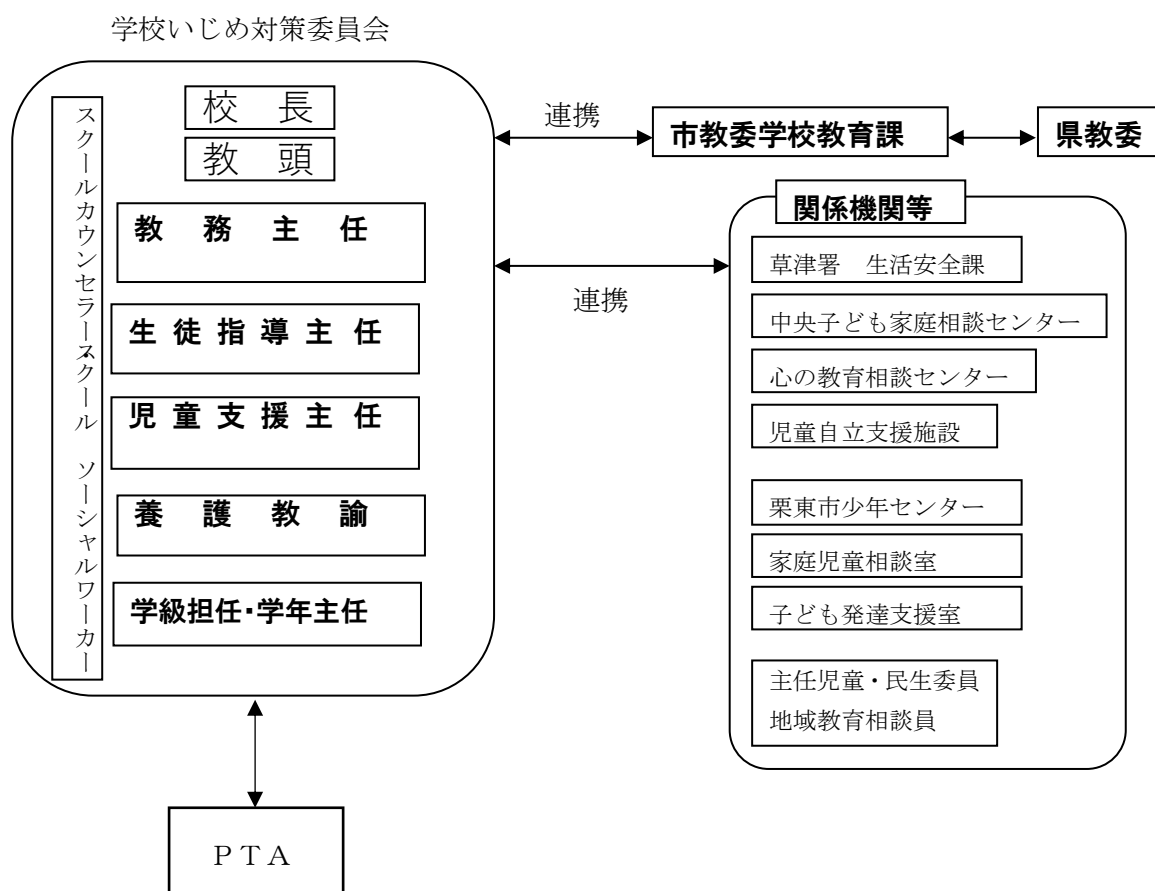 学校いじめ対策委員会
校　長
教　頭
教　務　主　任
生 徒 指 導 主 任
児 童 支 援 主 任
養　護　教　諭
学級担任・学年主任
スクールカウンセラー・スクール　ソーシャルワーカー
連携
市教委学校教育課
県教委
連携
関係機関等
草津署　生活安全課
中央子ども家庭相談センター
心の教育相談センター
児童自立支援施設
栗東市少年センター
家庭児童相談室
子ども発達支援室
主任児童・民生委員
地域教育相談員
ＰＴＡ